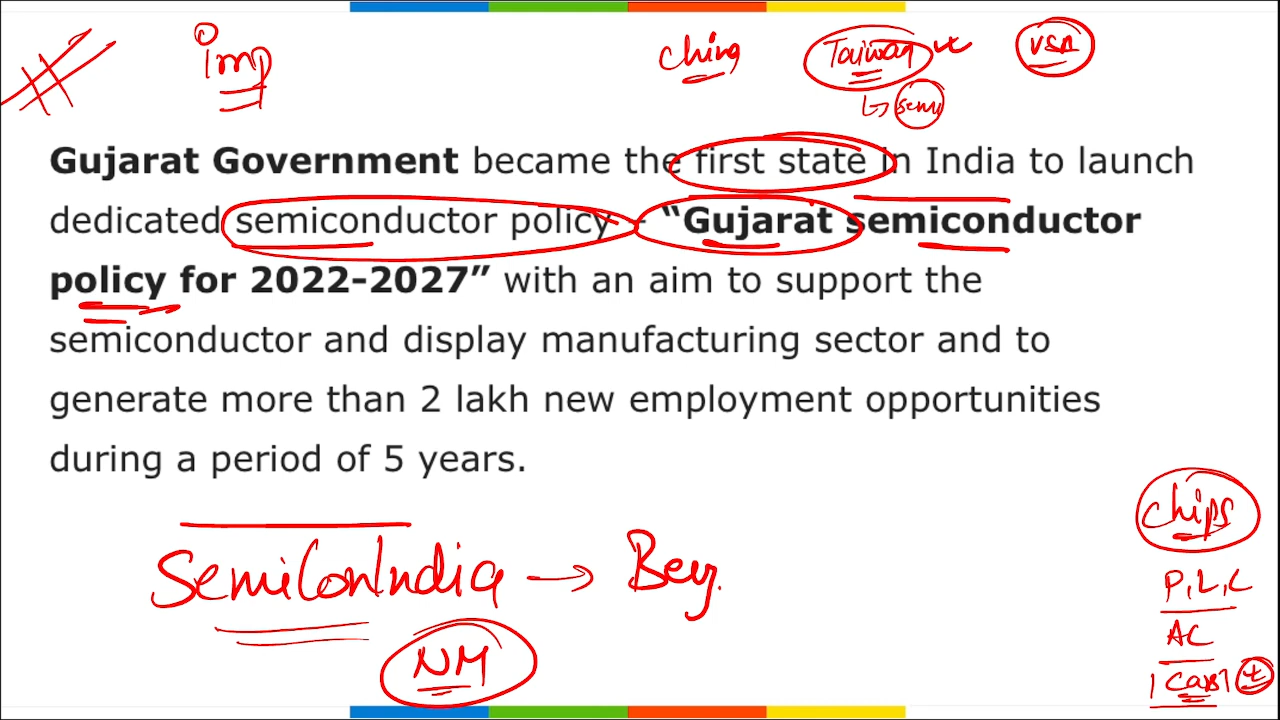 imp
China Taiwan USA
semi
Gujarat Government became the first state in India to launch
dedicated semiconductor policy - “Gujarat semiconductor
policy for 2022-2027” with an aim to support the
semiconductor and display manufacturing sector and to
generate more than 2 lakh new employment opportunities
during a period of 5 years.
chips
SemiConIndia → Beng.
P, L, C
AC
NM
Cars